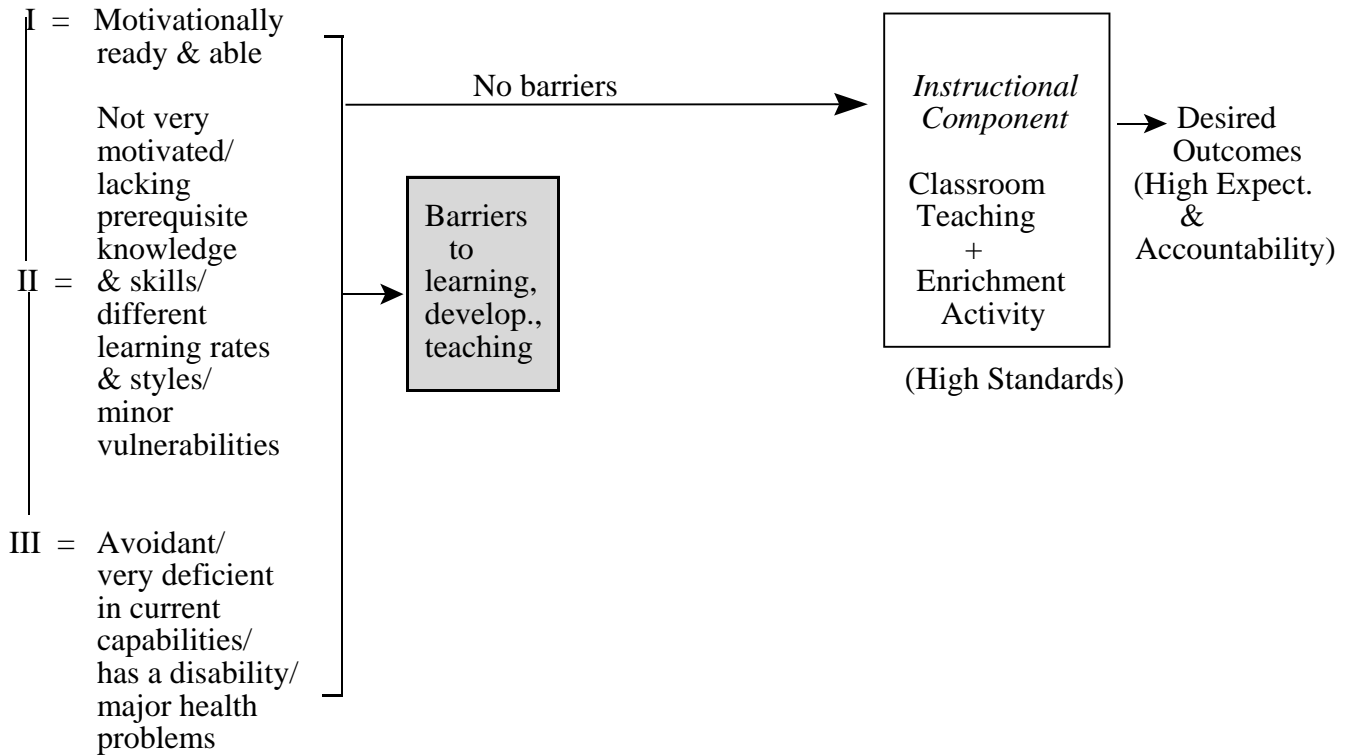 I = Motivationally
ready & able
Not very
motivated/
lacking
prerequisite
knowledge
II = & skills/
different
learning rates
& styles/
minor
vulnerabilities
III = Avoidant/
very deficient
in current
capabilities/
has a disability/
major health
problems
No barriers
Barriers
to
learning,
develop.,
teaching
Instructional
Component
Classroom
Teaching
+
Enrichment
Activity
(High Standards)
Desired
Outcomes
(High Expect.
&
Accountability)